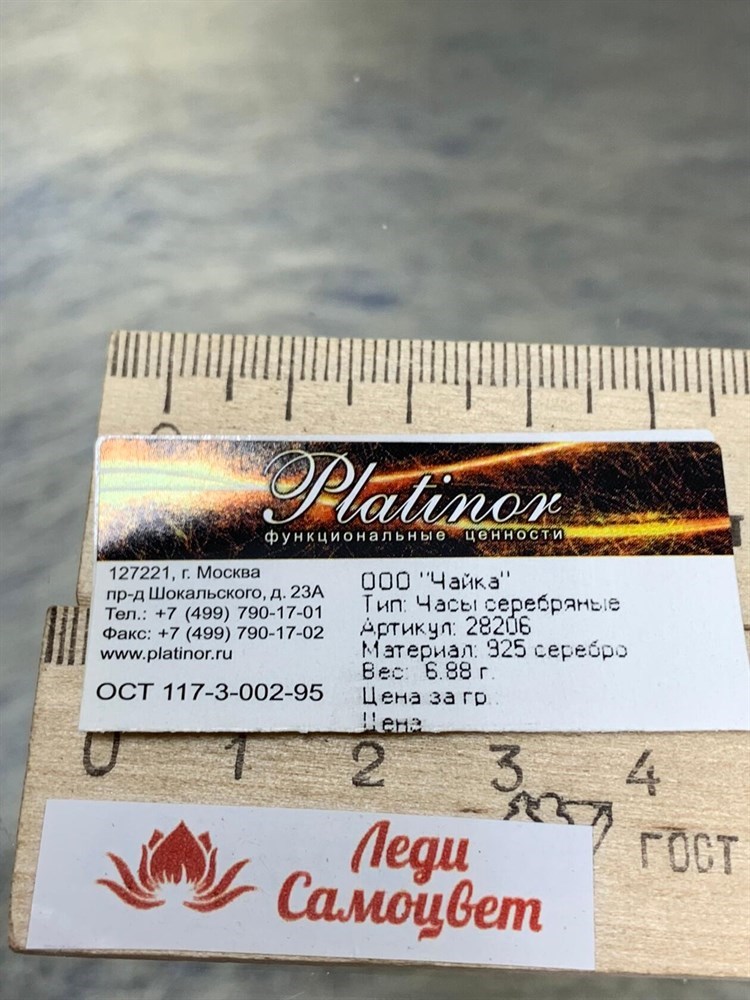 Platinor
функциональные ценности
127221, г. Москва
пр-д Шокальского, д. 23А
Тел.: +7 (499) 790-17-01
Факс: +7 (499) 790-17-02
www.platinor.ru
ОСТ 117-3-002-95
ООО "Чайка"
Тип: Часы серебряные
Артикул: 28206
Материал: 925 серебро
Вес: 6.88 г.
Цена за гр.:
Цена
0 1 2 3 4
ГОСТ
Леди
Самоцвет